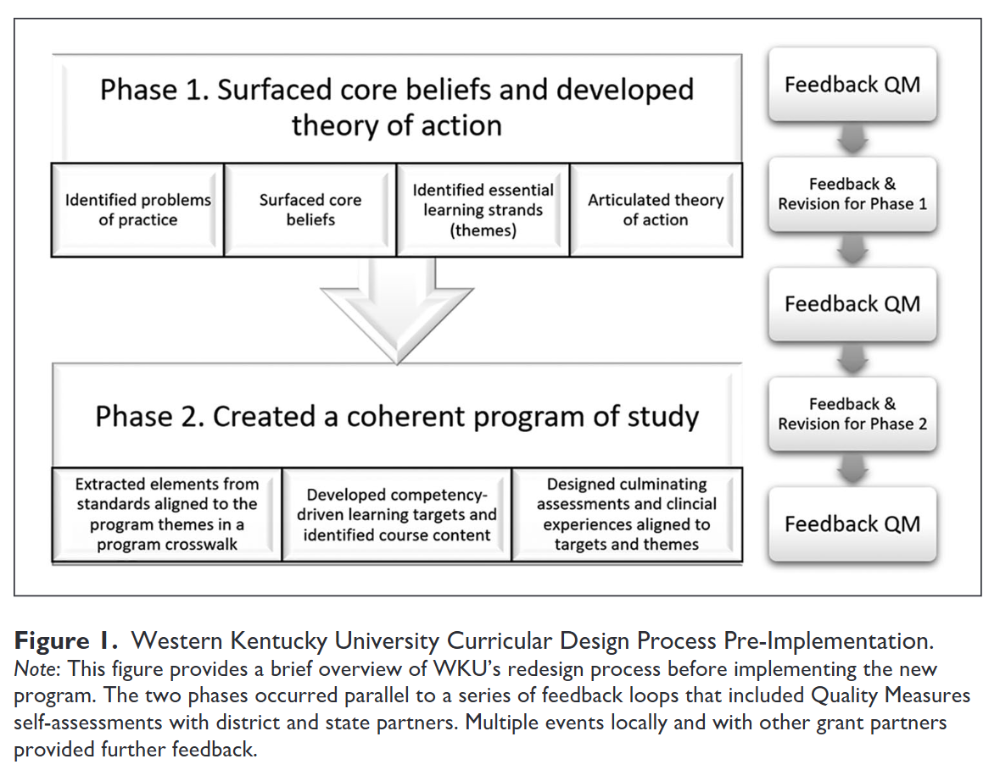 Phase 1. Surfaced core beliefs and developed
theory of action
Identified problems
of practice
Surfaced core
beliefs
Identified essential
learning strands
(themes)
Articulated theory
of action
Phase 2. Created a coherent program of study
Extracted elements from
standards aligned to the
program themes in a
program crosswalk
Developed competency-
driven learning targets and
identified course content
Designed culminating
assessments and clincial
experiences aligned to
targets and themes
Feedback QM
Feedback &
Revision for Phase 1
Feedback QM
Feedback &
Revision for Phase 2
Feedback QM
Figure 1. Western Kentucky University Curricular Design Process Pre-Implementation.
Note: This figure provides a brief overview of WKU’s redesign process before implementing the new
program. The two phases occurred parallel to a series of feedback loops that included Quality Measures
self-assessments with district and state partners. Multiple events locally and with other grant partners
provided further feedback.